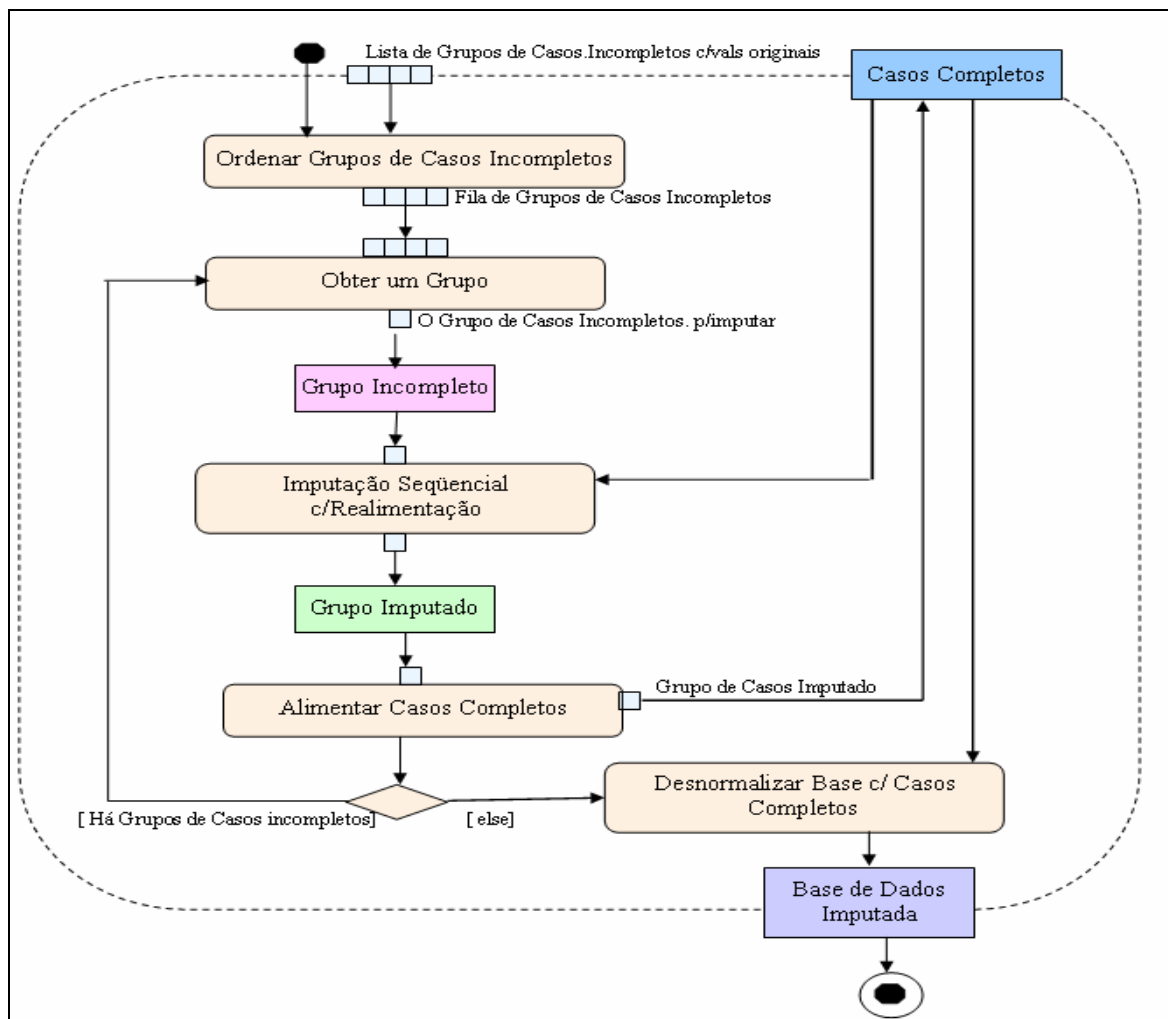 Lista de Grupos de Casos.Incompletos c/vals originais
Casos Completos
Ordenar Grupos de Casos Incompletos
Fila de Grupos de Casos Incompletos
Obter um Grupo
O Grupo de Casos Incompletos. p/imputar
Grupo Incompleto
Imputação Seqüencial
c/Realimentação
Grupo Imputado
Grupo de Casos Imputado
Alimentar Casos Completos
Desnormalizar Base c/ Casos
Completos
[ Há Grupos de Casos incompletos]
[ else]
Base de Dados
Imputada